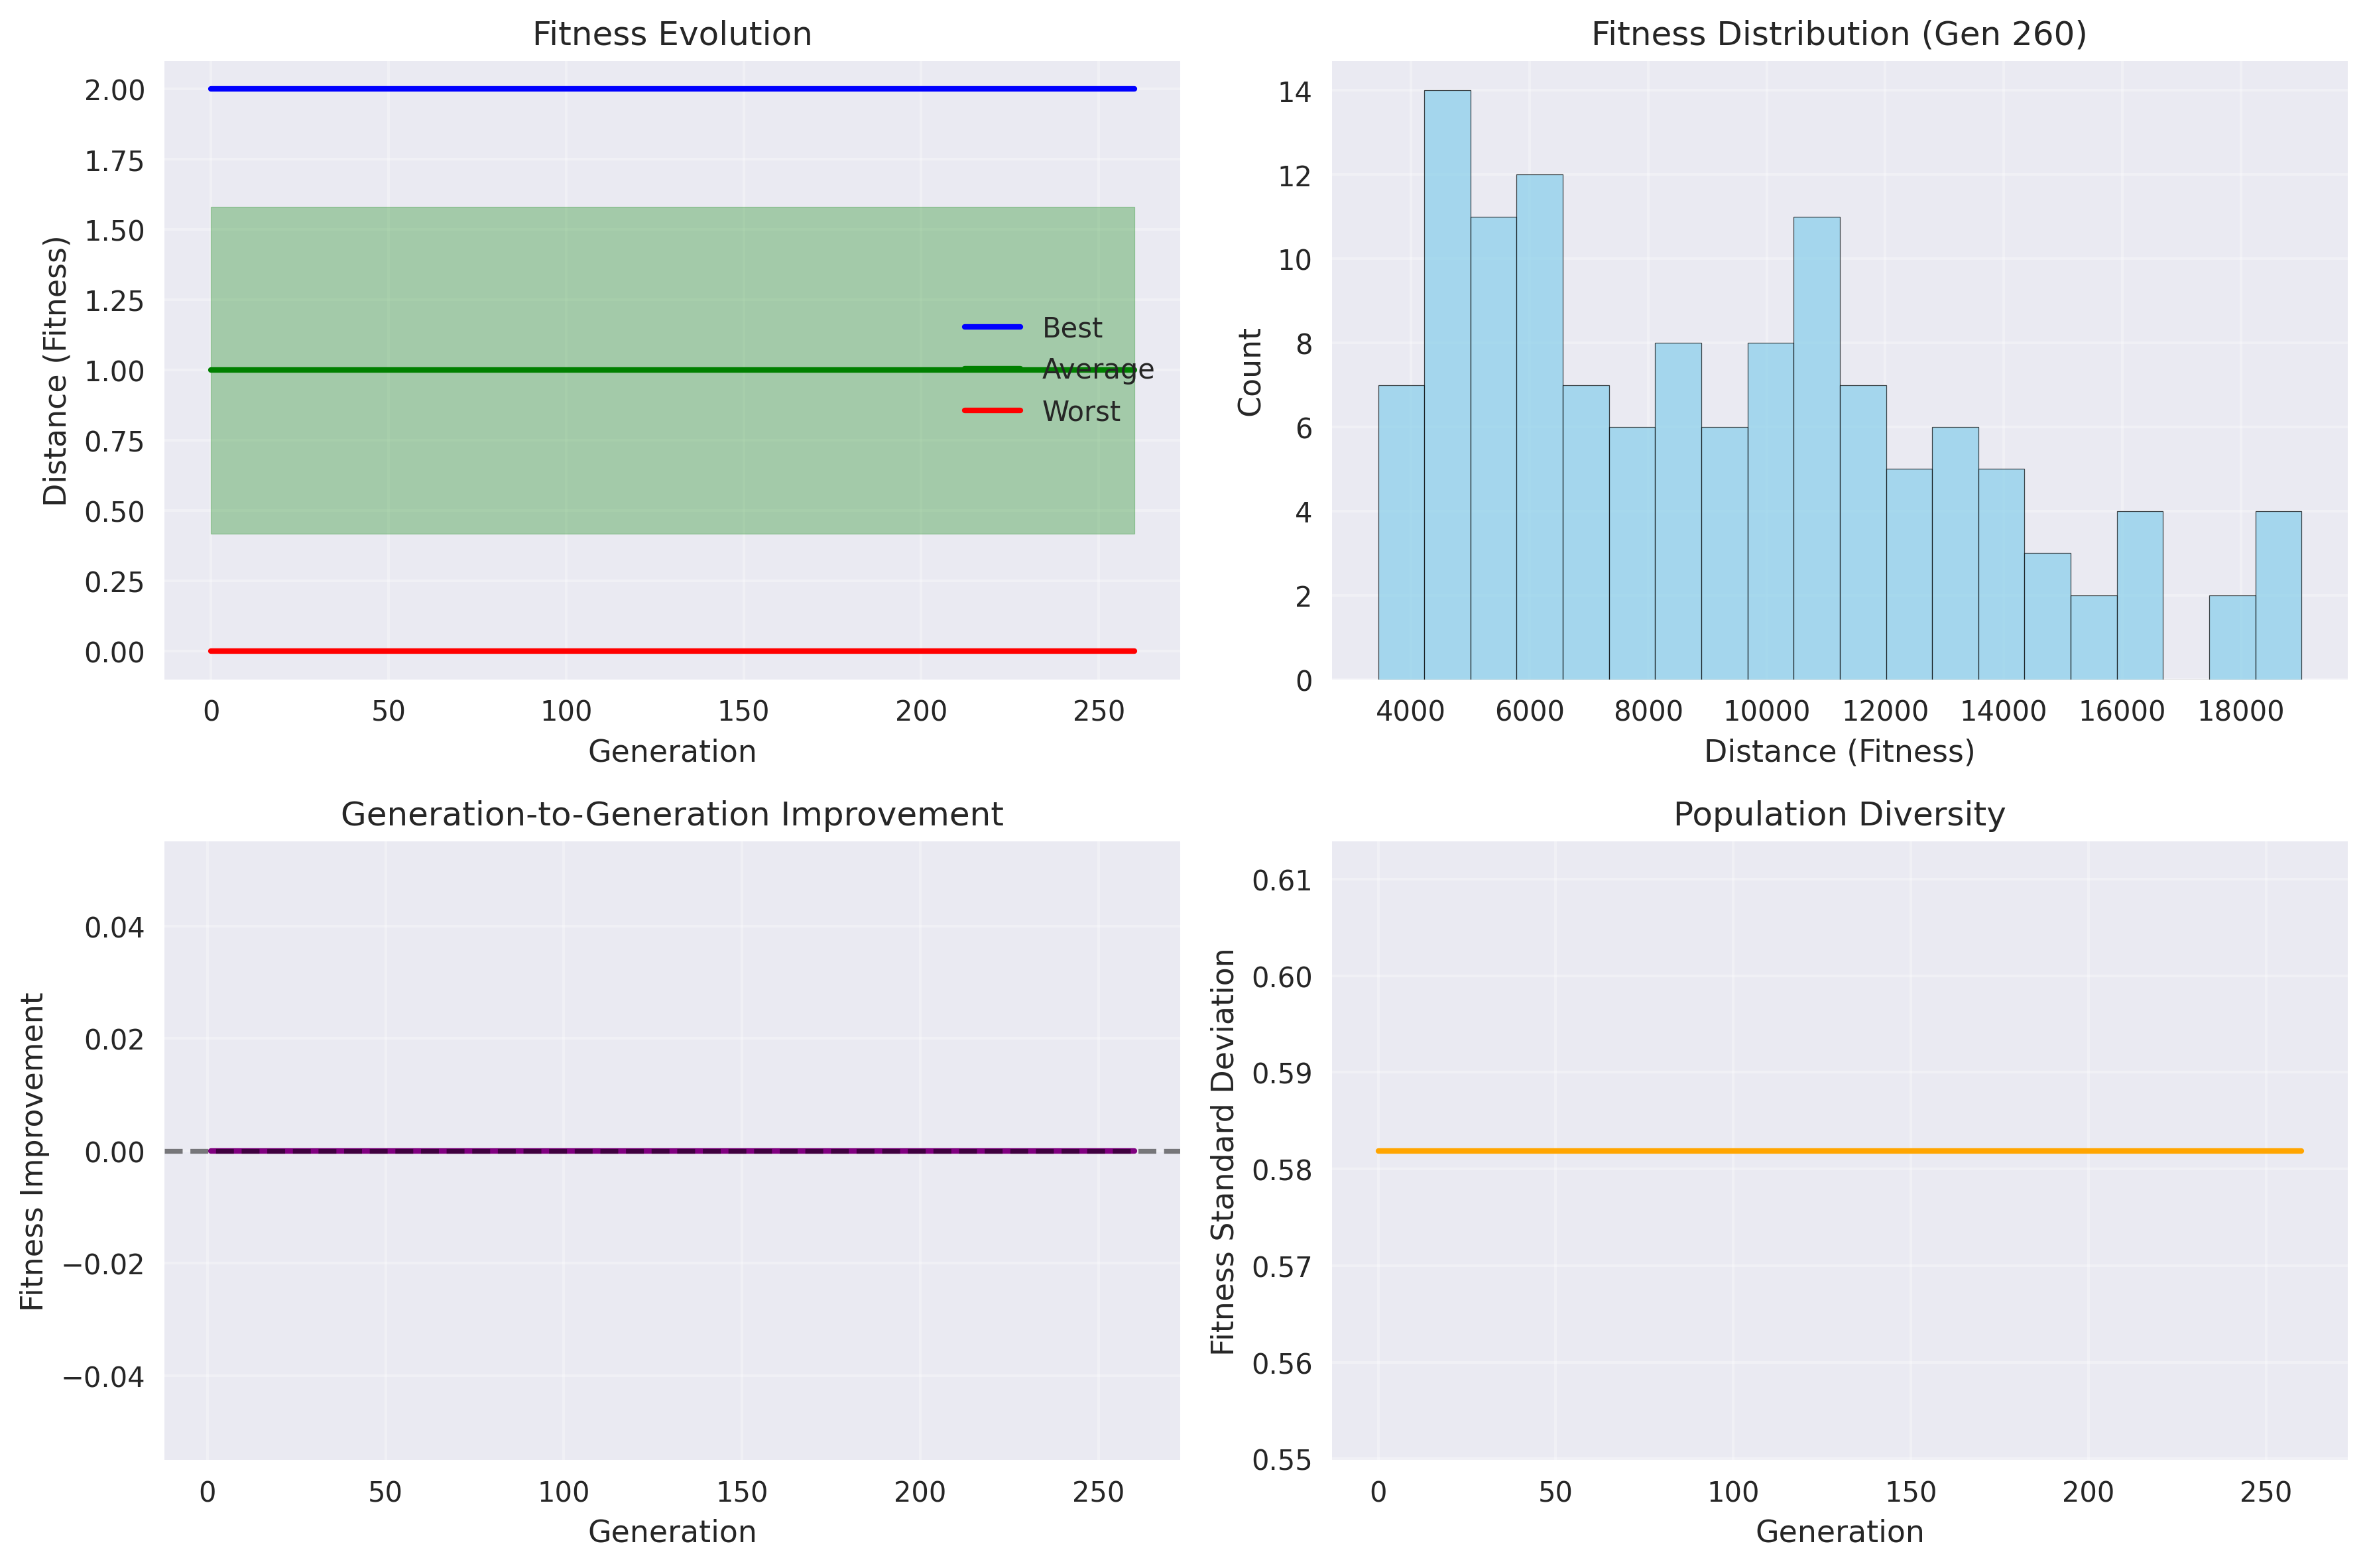 Fitness Evolution
2.00
1.75
1.50
1.25
1.00
0.75
0.50
0.25
0.00
Distance (Fitness)
Best
Average
Worst
0 50 100 150 200 250
Generation
Fitness Distribution (Gen 260)
14
12
10
8
6
4
2
0
Count
4000 6000 8000 10000 12000 14000 16000 18000
Distance (Fitness)
Generation-to-Generation Improvement
0.04
0.02
0.00
−0.02
−0.04
Fitness Improvement
0 50 100 150 200 250
Generation
Population Diversity
0.61
0.60
0.59
0.58
0.57
0.56
0.55
Fitness Standard Deviation
0 50 100 150 200 250
Generation